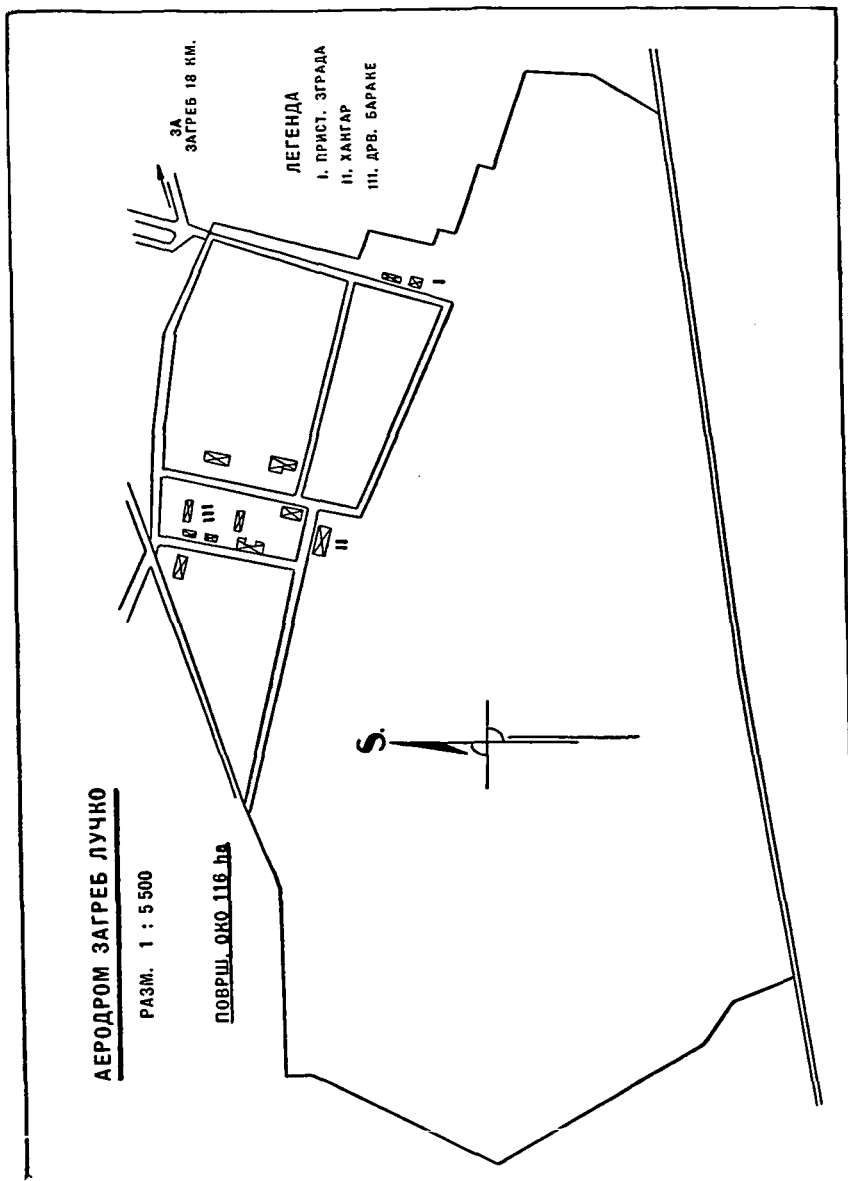 АЕРОДРОМ ЗАГРЕБ ЛУЧКО
РАЗМ. 1 : 5 500
ПОВРШ. ОКО 116 ha
ЗА
ЗАГРЕБ 18 КМ.
ЛЕГЕНДА
I. ПРИСТ. ЗГРАДА
II. ХАНГАР
III. ДРВ. БАРАКЕ
III
II
I
S.